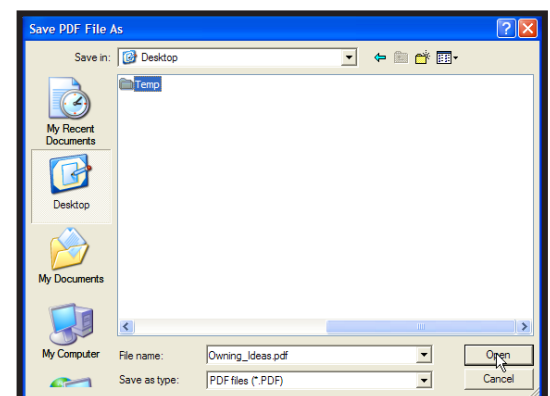 Save PDF File As
Save in: Desktop
Temp
My Recent
Documents
Desktop
My Documents
My Computer
File name: Owning_Ideas.pdf Open
Save as type: PDF files (*.PDF) Cancel